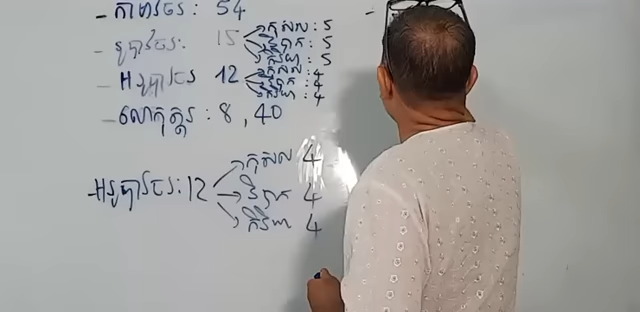 - កាមាវចរ : 54
- រូបាវចរ : 15 កុសល : 5
វិបាក : 5
កិរិយា : 5
- អរូបាវចរ 12 កុសល : 4
វិបាក : 4
កិរិយា : 4
- លោកុត្តរ : 8 , 40
កុសល 4
អរូបាវចរ : 12 វិបាក 4
កិរិយា 4